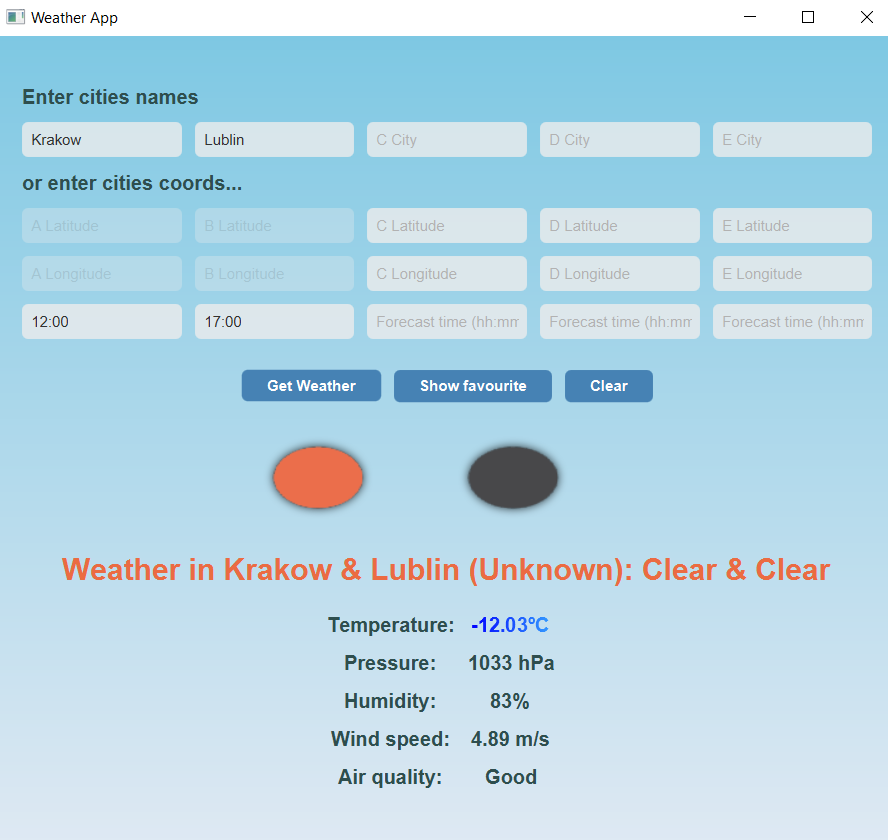 Weather App
Enter cities names
Krakow Lublin C City D City E City
or enter cities coords...
A Latitude B Latitude C Latitude D Latitude E Latitude
A Longitude B Longitude C Longitude D Longitude E Longitude
12:00 17:00 Forecast time (hh:mm Forecast time (hh:mm Forecast time (hh:mm
Get Weather Show favourite Clear
Weather in Krakow & Lublin (Unknown): Clear & Clear
Temperature: -12.03°C
Pressure: 1033 hPa
Humidity: 83%
Wind speed: 4.89 m/s
Air quality: Good